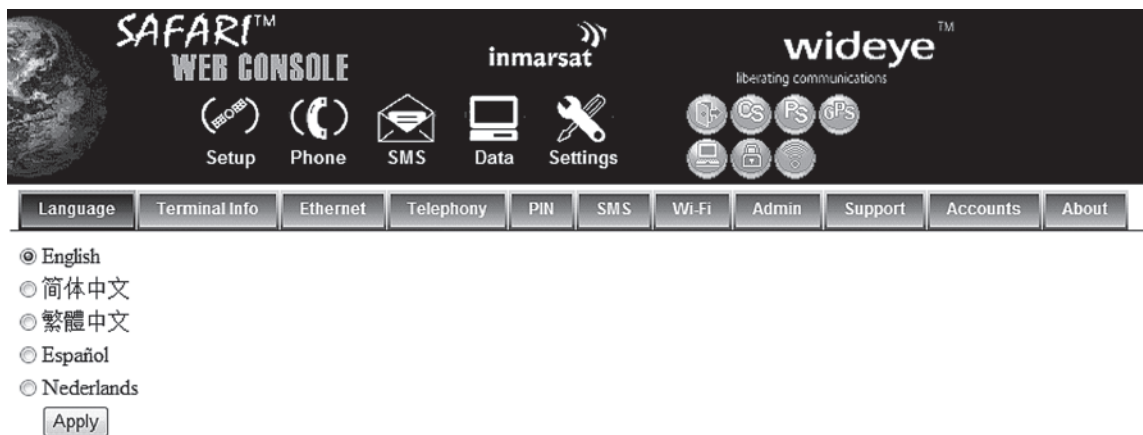 SAFARI™
WEB CONSOLE
inmarsat
wideye™
liberating communications
CS PS GPS
Setup Phone SMS Data Settings
Language Terminal Info Ethernet Telephony PIN SMS Wi-Fi Admin Support Accounts About
English
简体中文
繁體中文
Español
Nederlands
Apply